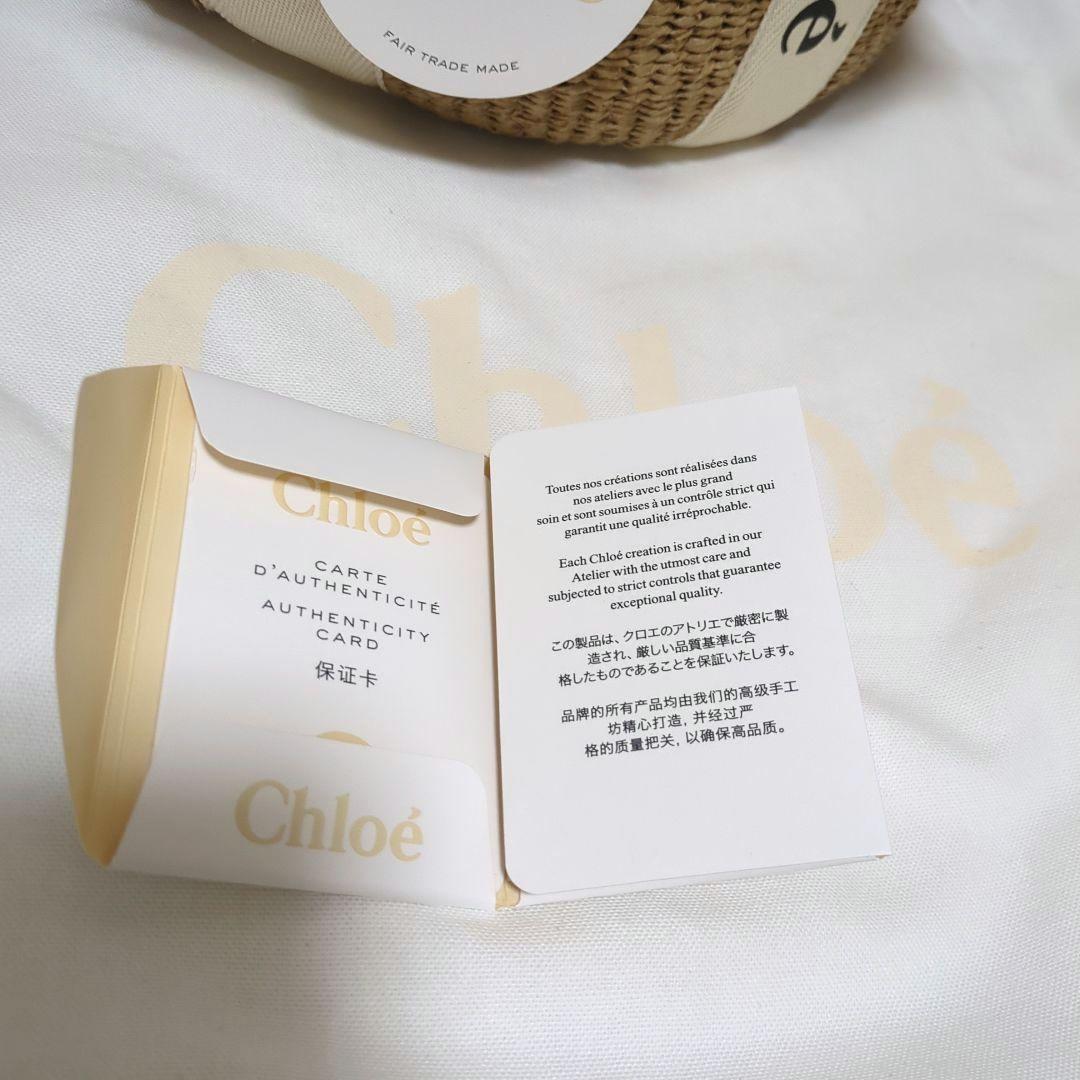 FAIR TRADE MADE
é
Chloé
Chloé
CARTE
D'AUTHENTICITÉ
AUTHENTICITY
CARD
保证卡
Chloé
Toutes nos créations sont réalisées dans
nos ateliers avec le plus grand
soin et sont soumises à un contrôle strict qui
garantit une qualité irréprochable.
Each Chloé creation is crafted in our
Atelier with the utmost care and
subjected to strict controls that guarantee
exceptional quality.
この製品は、クロエのアトリエで厳密に製
造され、厳しい品質基準に合
格したものであることを保証いたします。
品牌的所有产品均由我们的高级手工
坊精心打造, 并经过严
格的质量把关, 以确保高品质。